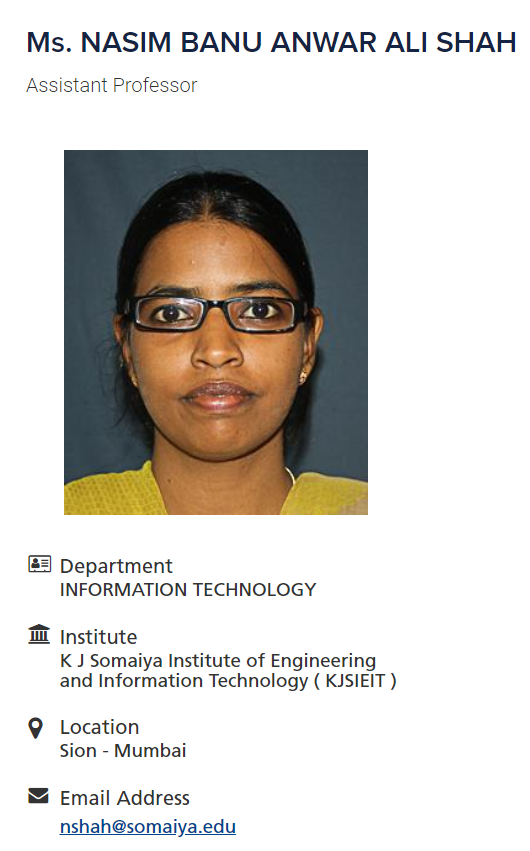 Ms. NASIM BANU ANWAR ALI SHAH
Assistant Professor
Department
INFORMATION TECHNOLOGY
Institute
K J Somaiya Institute of Engineering
and Information Technology ( KJSIEIT )
Location
Sion - Mumbai
Email Address
nshah@somaiya.edu